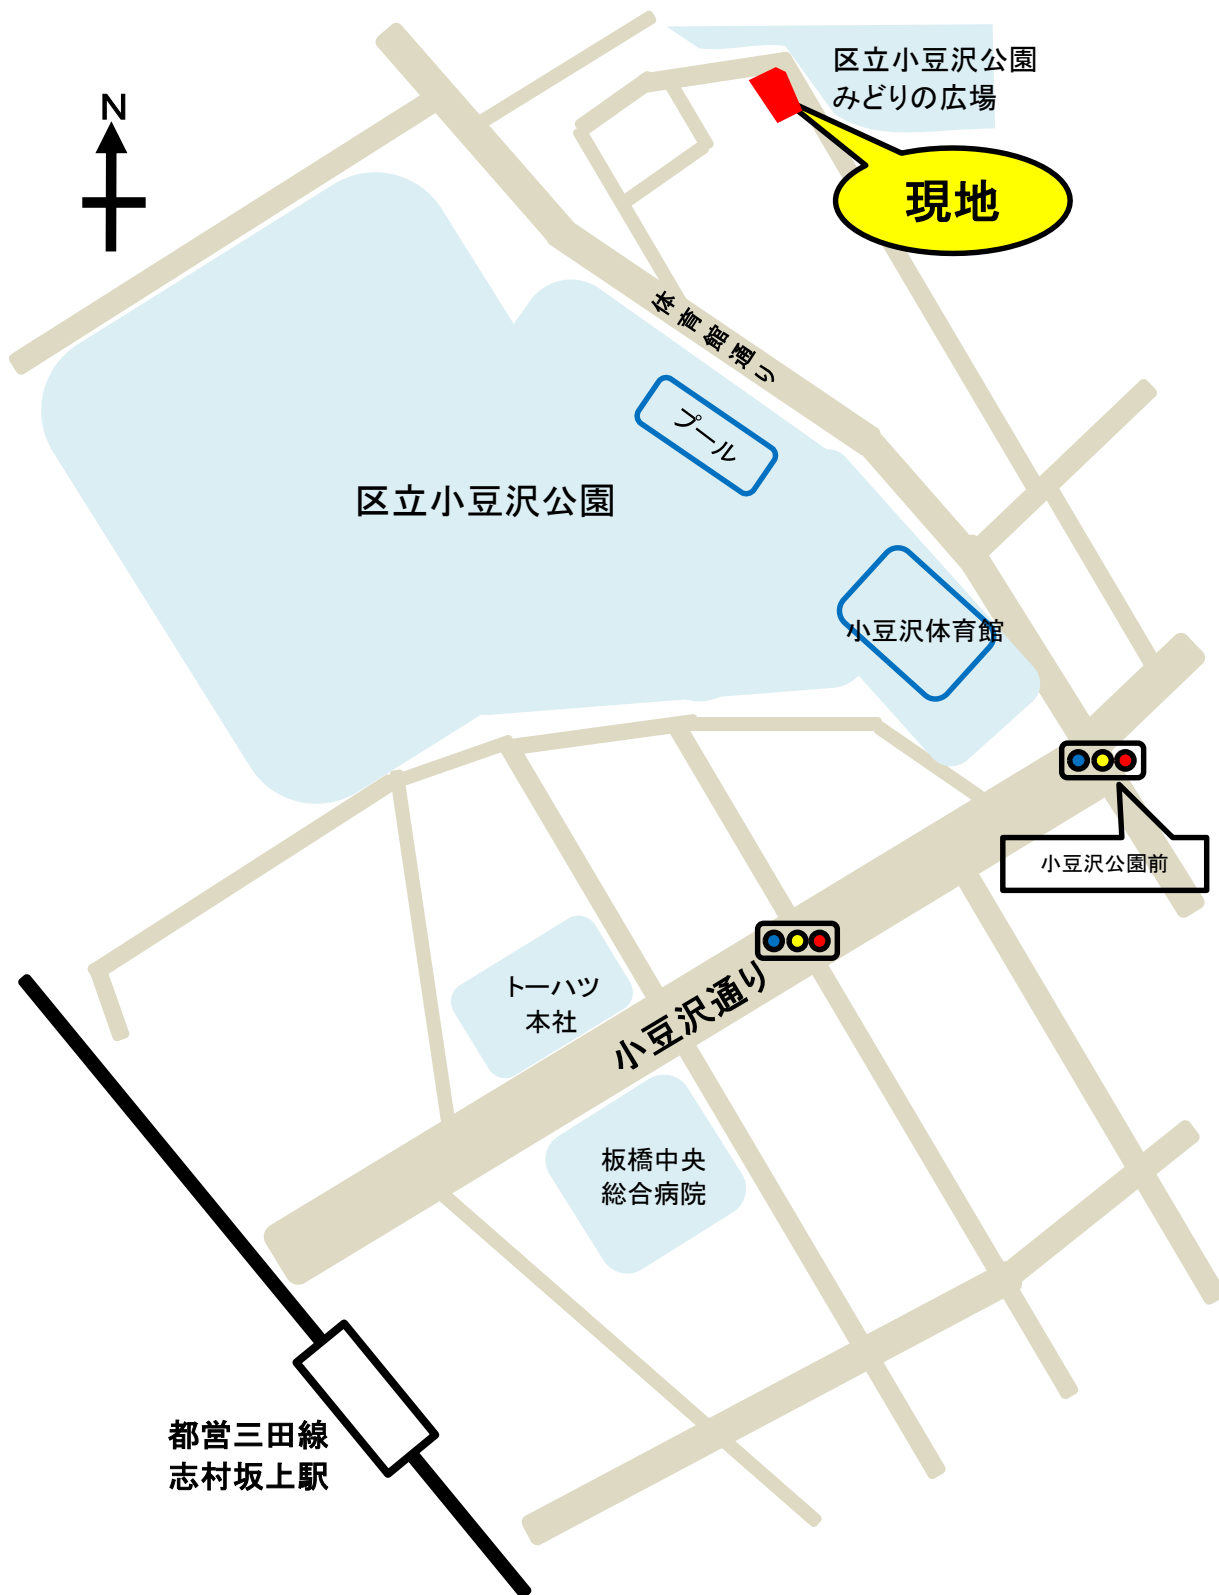 区立小豆沢公園
みどりの広場
N
現地
体育館通り
プール
区立小豆沢公園
小豆沢体育館
小豆沢公園前
トーハツ
本社
小豆沢通り
板橋中央
総合病院
都営三田線
志村坂上駅